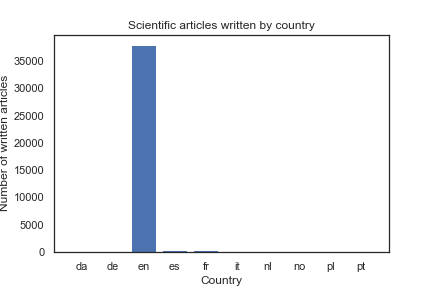 Scientific articles written by country
Number of written articles
35000
30000
25000
20000
15000
10000
5000
0
da de en es fr it nl no pl pt
Country